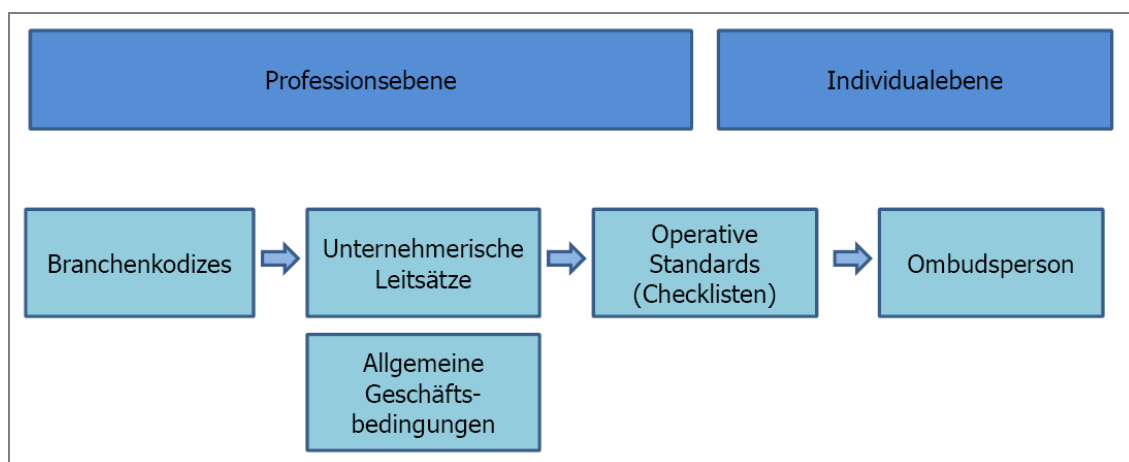 Professionsebene
Individualebene
Branchenkodizes
Unternehmerische
Leitsätze
Operative
Standards
(Checklisten)
Ombudsperson
Allgemeine
Geschäfts-
bedingungen